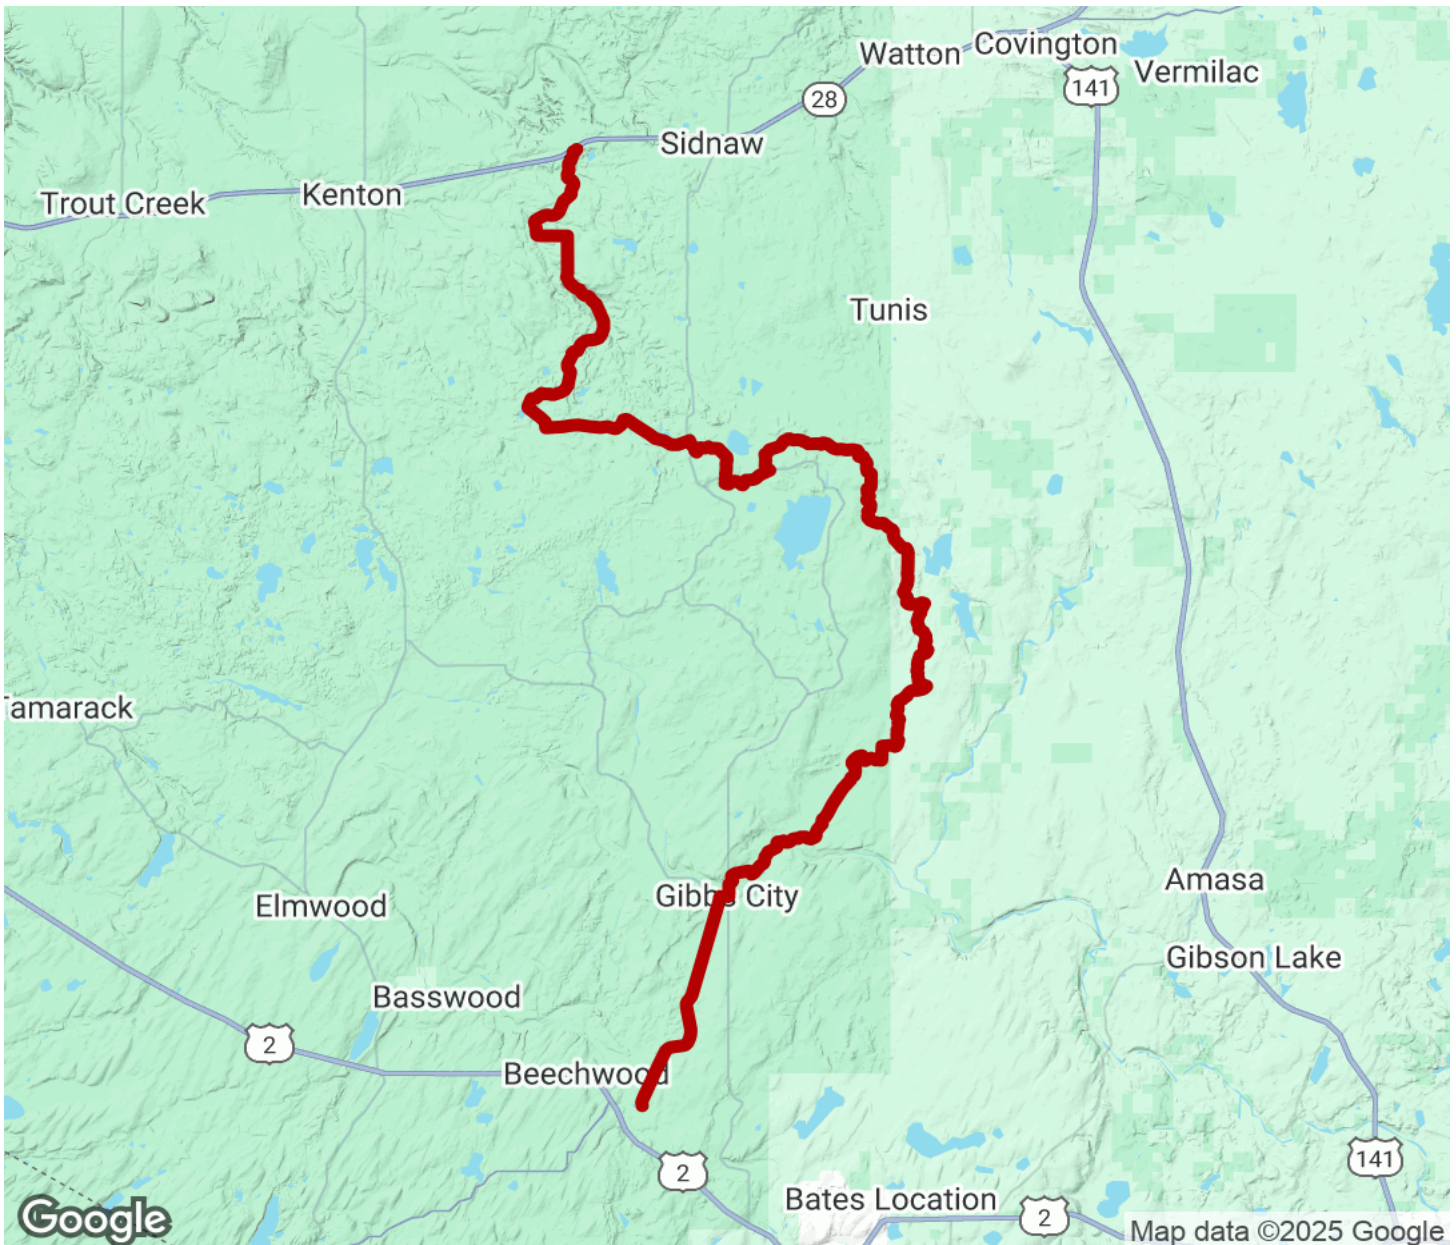 Watton
Covington
141
Vermilac
28
Sidnaw
Kenton
Trout Creek
Tunis
Tamarack
Elmwood
Gibbs City
Amasa
Gibson Lake
Basswood
2
Beechwood
141
2
Bates Location
2
Google
Map data ©2025 Google